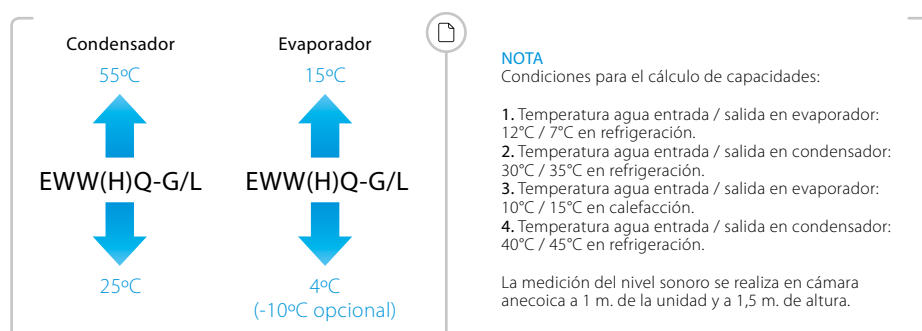 Condensador
55ºC
EWW(H)Q-G/L
25ºC
Evaporador
15ºC
EWW(H)Q-G/L
4ºC
(-10ºC opcional)
NOTA
Condiciones para el cálculo de capacidades:
1. Temperatura agua entrada / salida en evaporador:
12°C / 7°C en refrigeración.
2. Temperatura agua entrada / salida en condensador:
30°C / 35°C en refrigeración.
3. Temperatura agua entrada / salida en evaporador:
10°C / 15°C en calefacción.
4. Temperatura agua entrada / salida en condensador:
40°C / 45°C en refrigeración.
La medición del nivel sonoro se realiza en cámara
anecoica a 1 m. de la unidad y a 1,5 m. de altura.